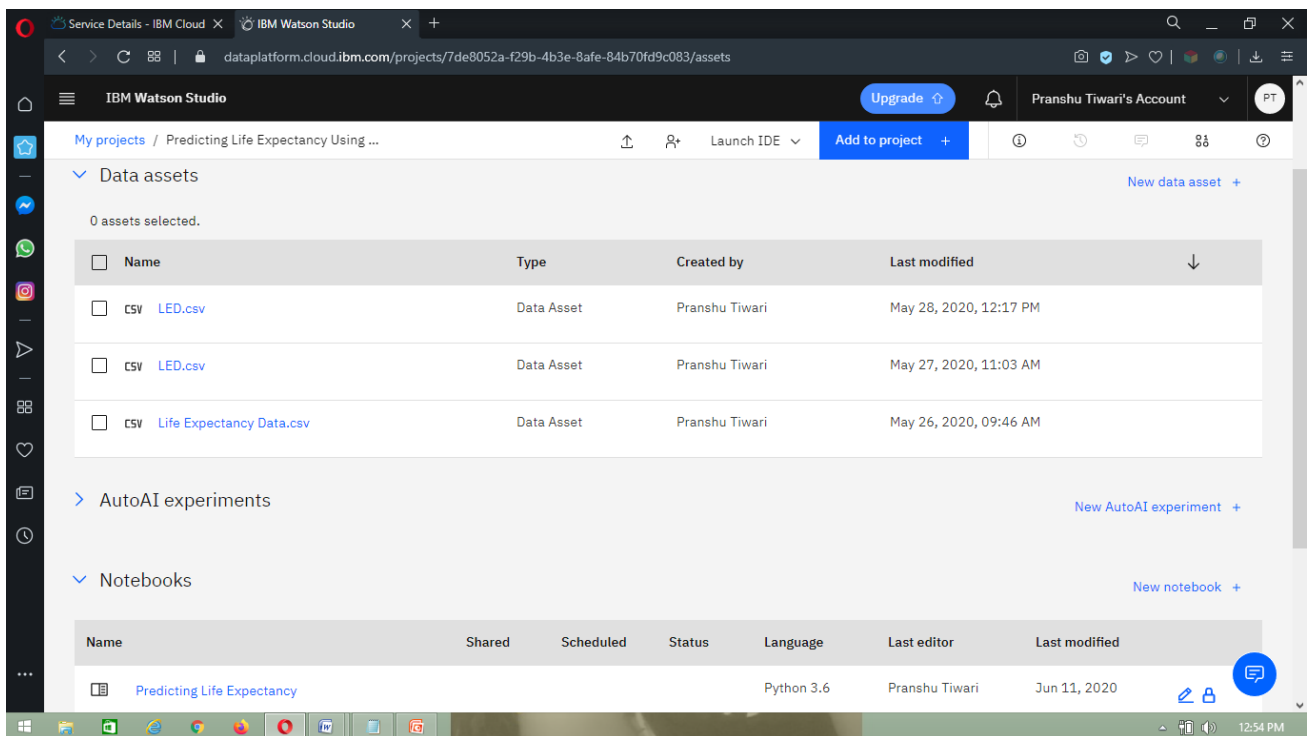 Service Details - IBM Cloud
IBM Watson Studio
dataplatform.cloud.ibm.com/projects/7de8052a-f29b-4b3e-8afe-84b70fd9c083/assets
IBM Watson Studio
Upgrade
Pranshu Tiwari's Account
PT
My projects / Predicting Life Expectancy Using ...
Launch IDE
Add to project +
Data assets
New data asset +
0 assets selected.
Name Type Created by Last modified
CSV LED.csv Data Asset Pranshu Tiwari May 28, 2020, 12:17 PM
CSV LED.csv Data Asset Pranshu Tiwari May 27, 2020, 11:03 AM
CSV Life Expectancy Data.csv Data Asset Pranshu Tiwari May 26, 2020, 09:46 AM
AutoAI experiments
New AutoAI experiment +
Notebooks
New notebook +
Name Shared Scheduled Status Language Last editor Last modified
Predicting Life Expectancy Python 3.6 Pranshu Tiwari Jun 11, 2020
12:54 PM